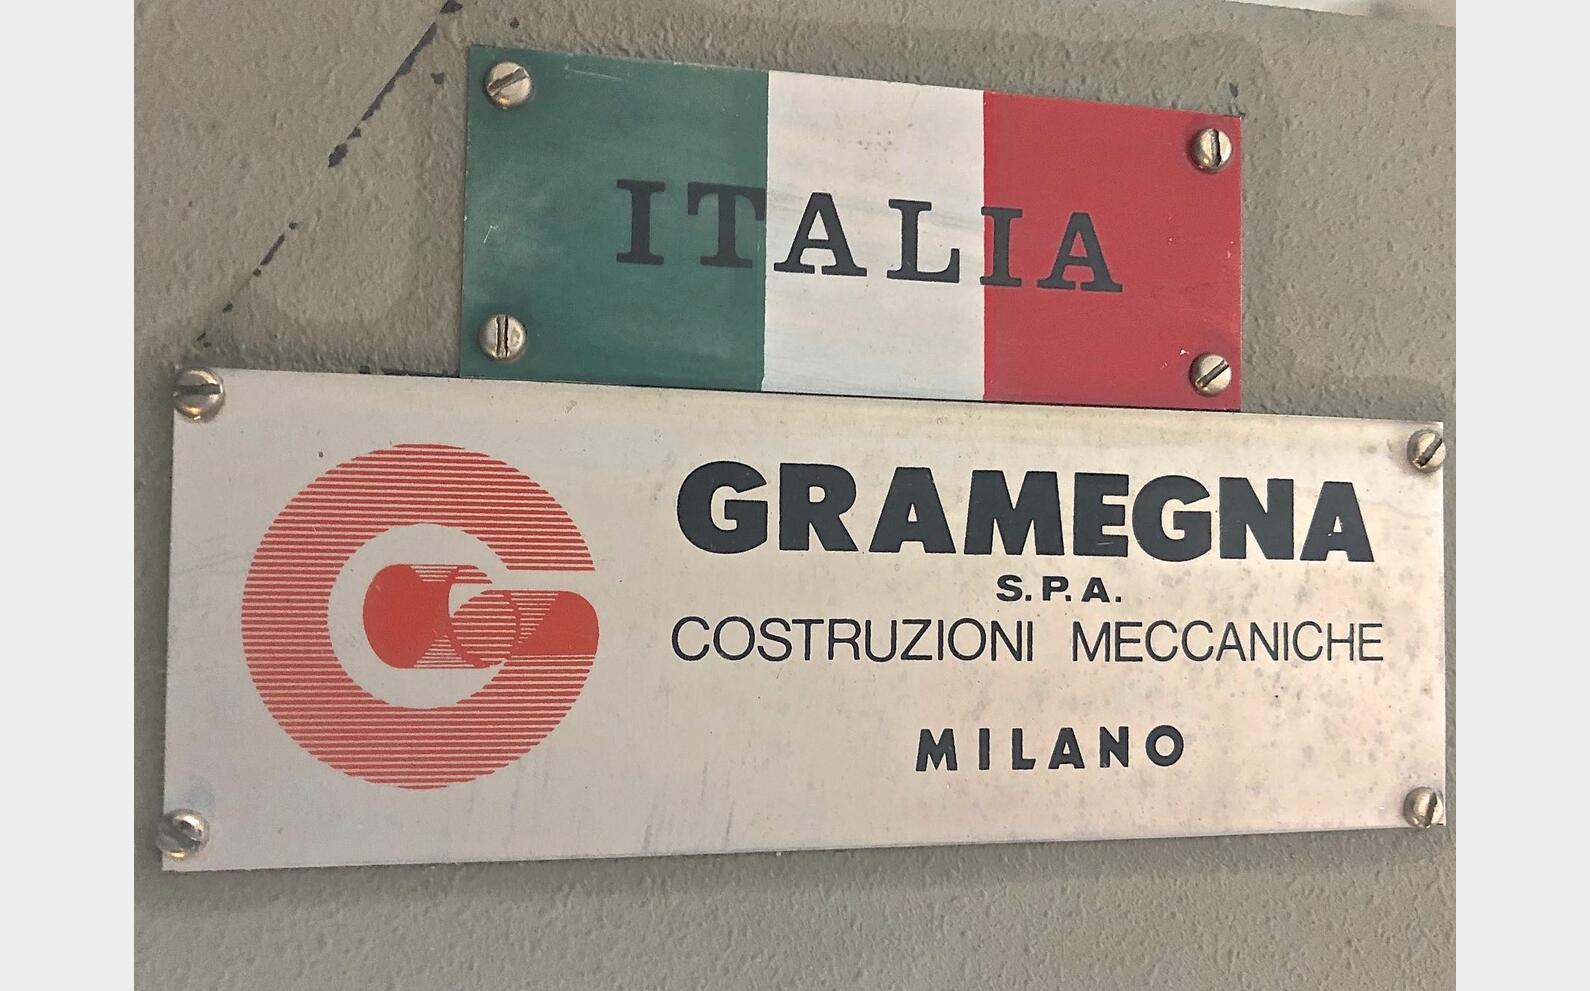 ITALIA
GRAMEGNA
S.P.A.
COSTRUZIONI MECCANICHE
MILANO